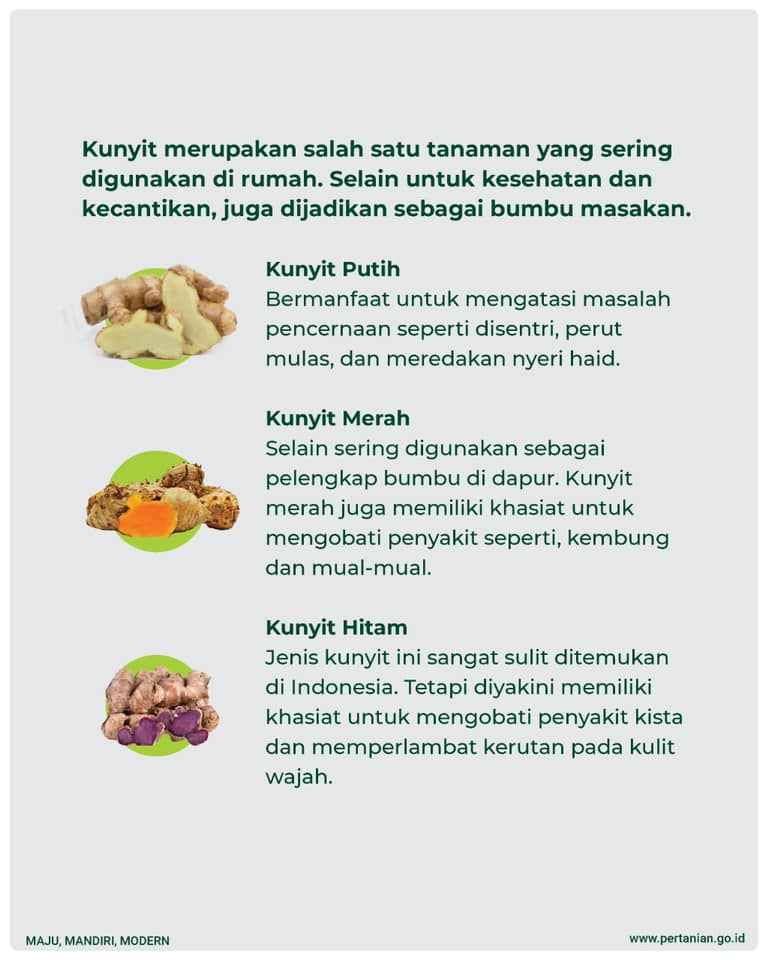 Kunyit merupakan salah satu tanaman yang sering
digunakan di rumah. Selain untuk kesehatan dan
kecantikan, juga dijadikan sebagai bumbu masakan.
Kunyit Putih
Bermanfaat untuk mengatasi masalah
pencernaan seperti disentri, perut
mulas, dan meredakan nyeri haid.
Kunyit Merah
Selain sering digunakan sebagai
pelengkap bumbu di dapur. Kunyit
merah juga memiliki khasiat untuk
mengobati penyakit seperti, kembung
dan mual-mual.
Kunyit Hitam
Jenis kunyit ini sangat sulit ditemukan
di Indonesia. Tetapi diyakini memiliki
khasiat untuk mengobati penyakit kista
dan memperlambat kerutan pada kulit
wajah.
MAJU, MANDIRI, MODERN
www.pertanian.go.id